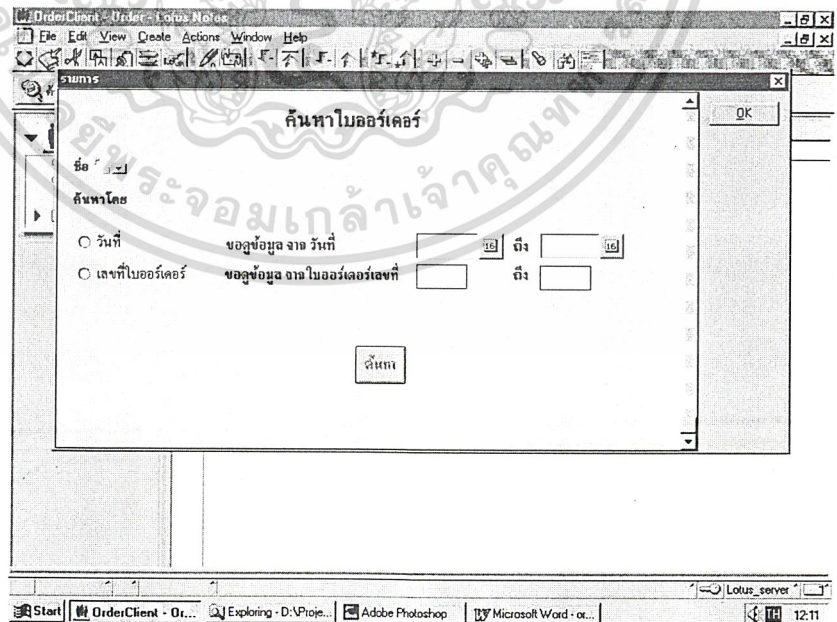 OrderClient - Order - Lotus Notes
File Edit View Create Actions Window Help
รายการ
ค้นหาใบออร์เดอร์
OK
ชื่อ
ค้นหาโดย
วันที่ ขอดูข้อมูล จาก วันที่ 16 ถึง 16
เลขที่ใบออร์เดอร์ ขอดูข้อมูล จาก ใบออร์เดอร์เลขที่ ถึง
ค้นหา
Lotus_server
Start OrderClient - Or... Exploring - D:\Proje... Adobe Photoshop Microsoft Word - or... TH 12:11